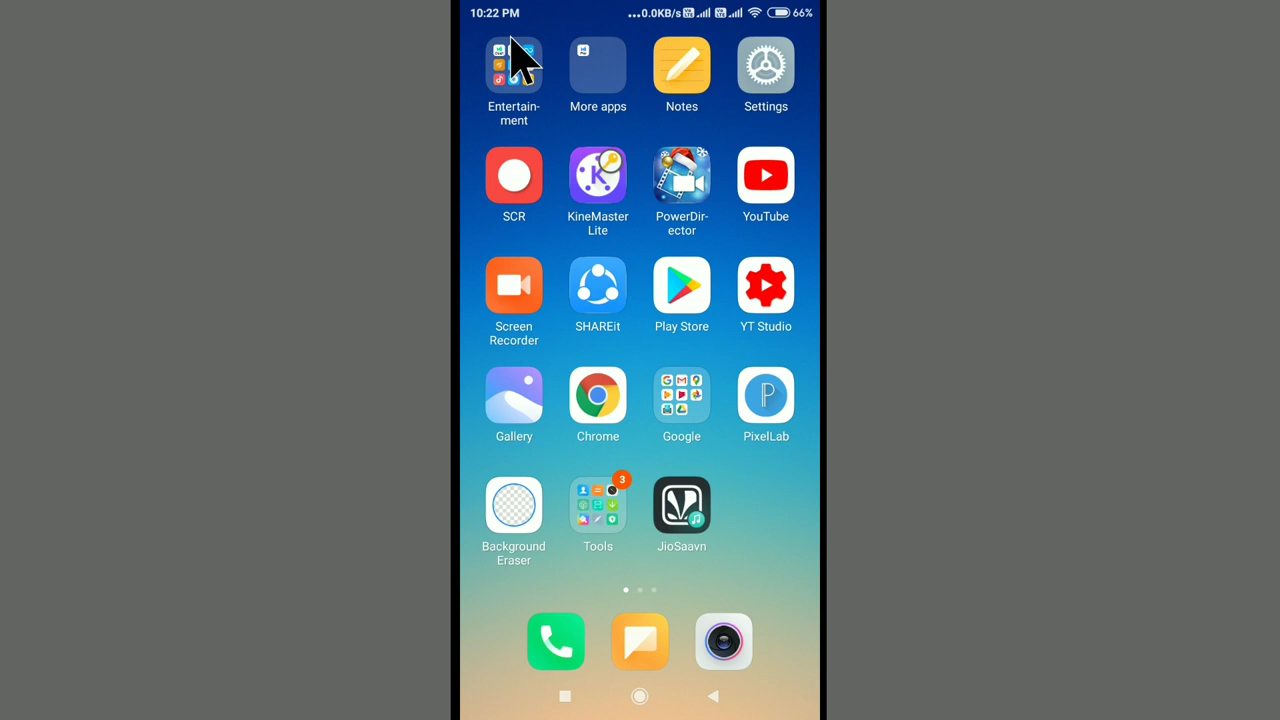 10:22 PM
...0.0KB/s
66%
Entertain-
ment
More apps
Notes
Settings
SCR
KineMaster
Lite
PowerDir-
ector
YouTube
Screen
Recorder
SHAREit
Play Store
YT Studio
Gallery
Chrome
Google
PixelLab
3
Background
Eraser
Tools
JioSaavn